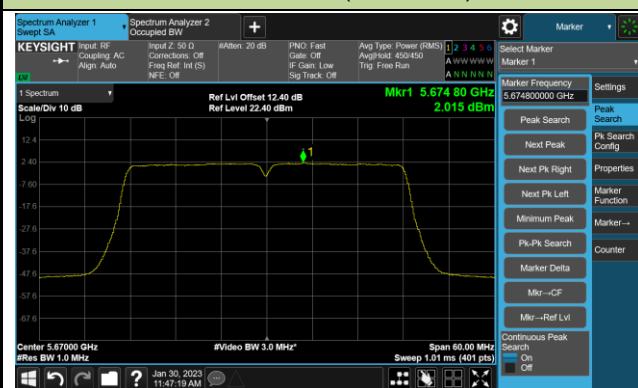 Spectrum Analyzer 1
Swept SA
Spectrum Analyzer 2
Occupied BW
+
Marker
KEYSIGHT
Input: RF
Coupling: AC
Align: Auto
Input Z: 50 Ω
Corrections: Off
Freq Ref: Int (S)
NFE: Off
#Atten: 20 dB
PNO: Fast
Gate: Off
IF Gain: Low
Sig Track: Off
Avg Type: Power (RMS)
Avg|Hold: 450/450
Trig: Free Run
1 2 3 4 5 6
A W W W W W
A N N N N N
LXI
Select Marker
Marker 1
1 Spectrum
Scale/Div 10 dB
Log
Ref Lvl Offset 12.40 dB
Ref Level 22.40 dBm
Mkr1 5.674 80 GHz
2.015 dBm
1
12.4
2.40
-7.60
-17.6
-27.6
-37.6
-47.6
-57.6
-67.6
Center 5.67000 GHz
#Res BW 1.0 MHz
#Video BW 3.0 MHz*
Span 60.00 MHz
Sweep 1.01 ms (401 pts)
Marker Frequency
5.674800000 GHz
Peak Search
Next Peak
Next Pk Right
Next Pk Left
Minimum Peak
Pk-Pk Search
Marker Delta
Mkr→CF
Mkr→Ref Lvl
Continuous Peak
Search
On
Off
Settings
Peak
Search
Pk Search
Config
Properties
Marker
Function
Marker→
Counter
?
Jan 30, 2023
11:47:19 AM